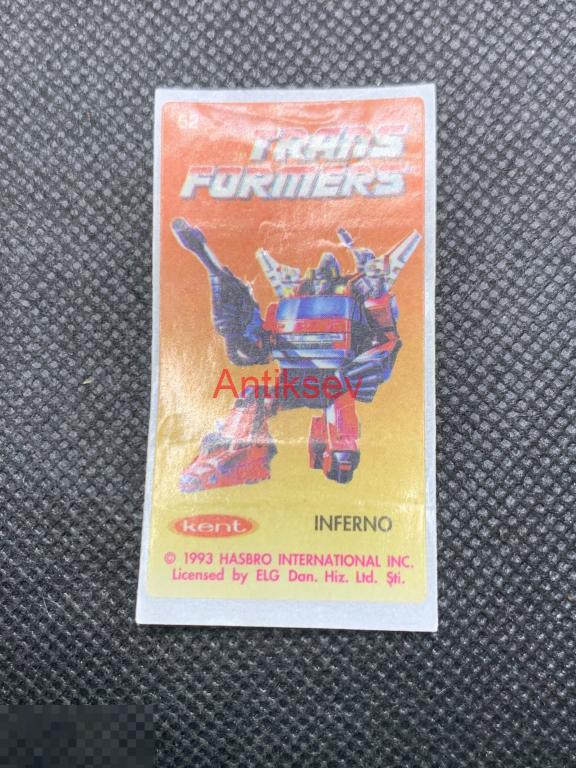 52
TRANS
FORMERS
Antiksev
kent
INFERNO
© 1993 HASBRO INTERNATIONAL INC.
Licensed by ELG Dan. Hiz. Ltd. Şti.